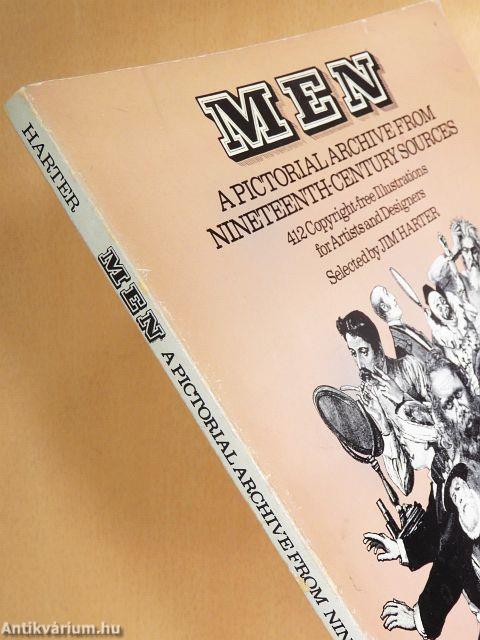 MEN
A PICTORIAL ARCHIVE FROM
NINETEENTH-CENTURY SOURCES
412 Copyright-free Illustrations
for Artists and Designers
Selected by JIM HARTER
HARTER MEN A PICTORIAL ARCHIVE FROM
Antikvárium.hu